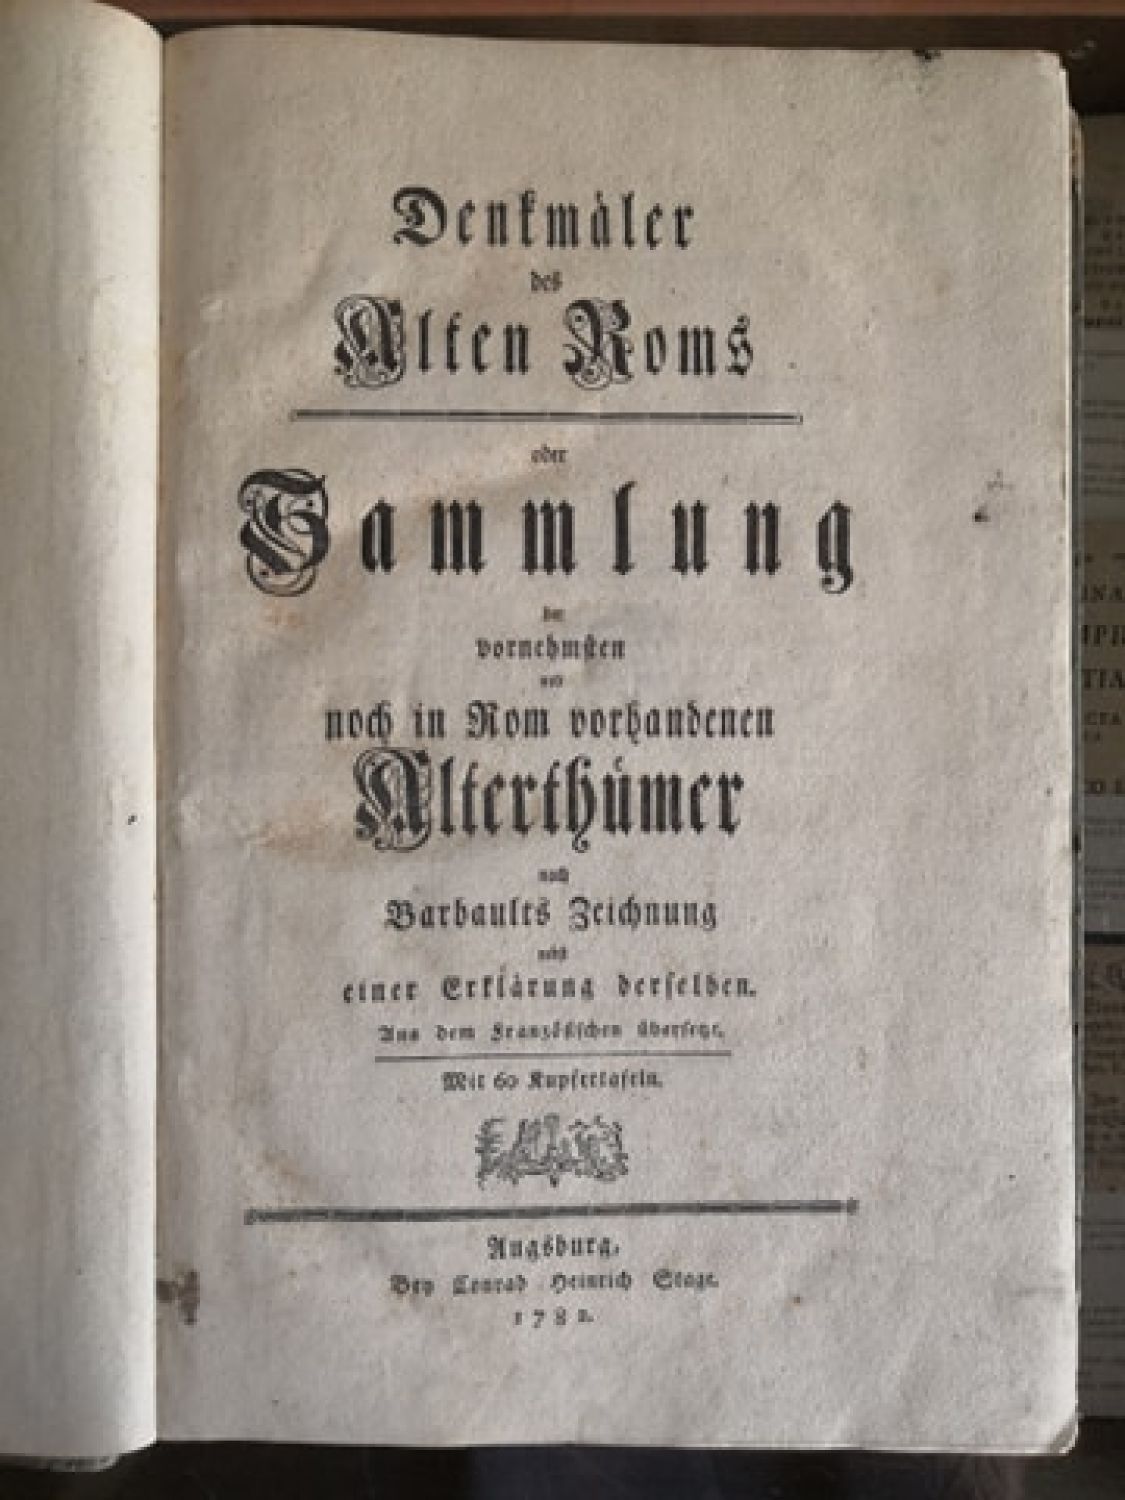 Denkmäler
des
Alten Roms
oder
Sammlung
der
vornehmsten
und
noch in Rom vorhandenen
Alterthümer
nach
Barbaults Zeichnung
nebst
einer Erklärung derselben.
Aus dem Französischen übersetzt.
Mit 60 Kupfertafeln.
Augsburg,
Bey Conrad Heinrich Stage.
1782.